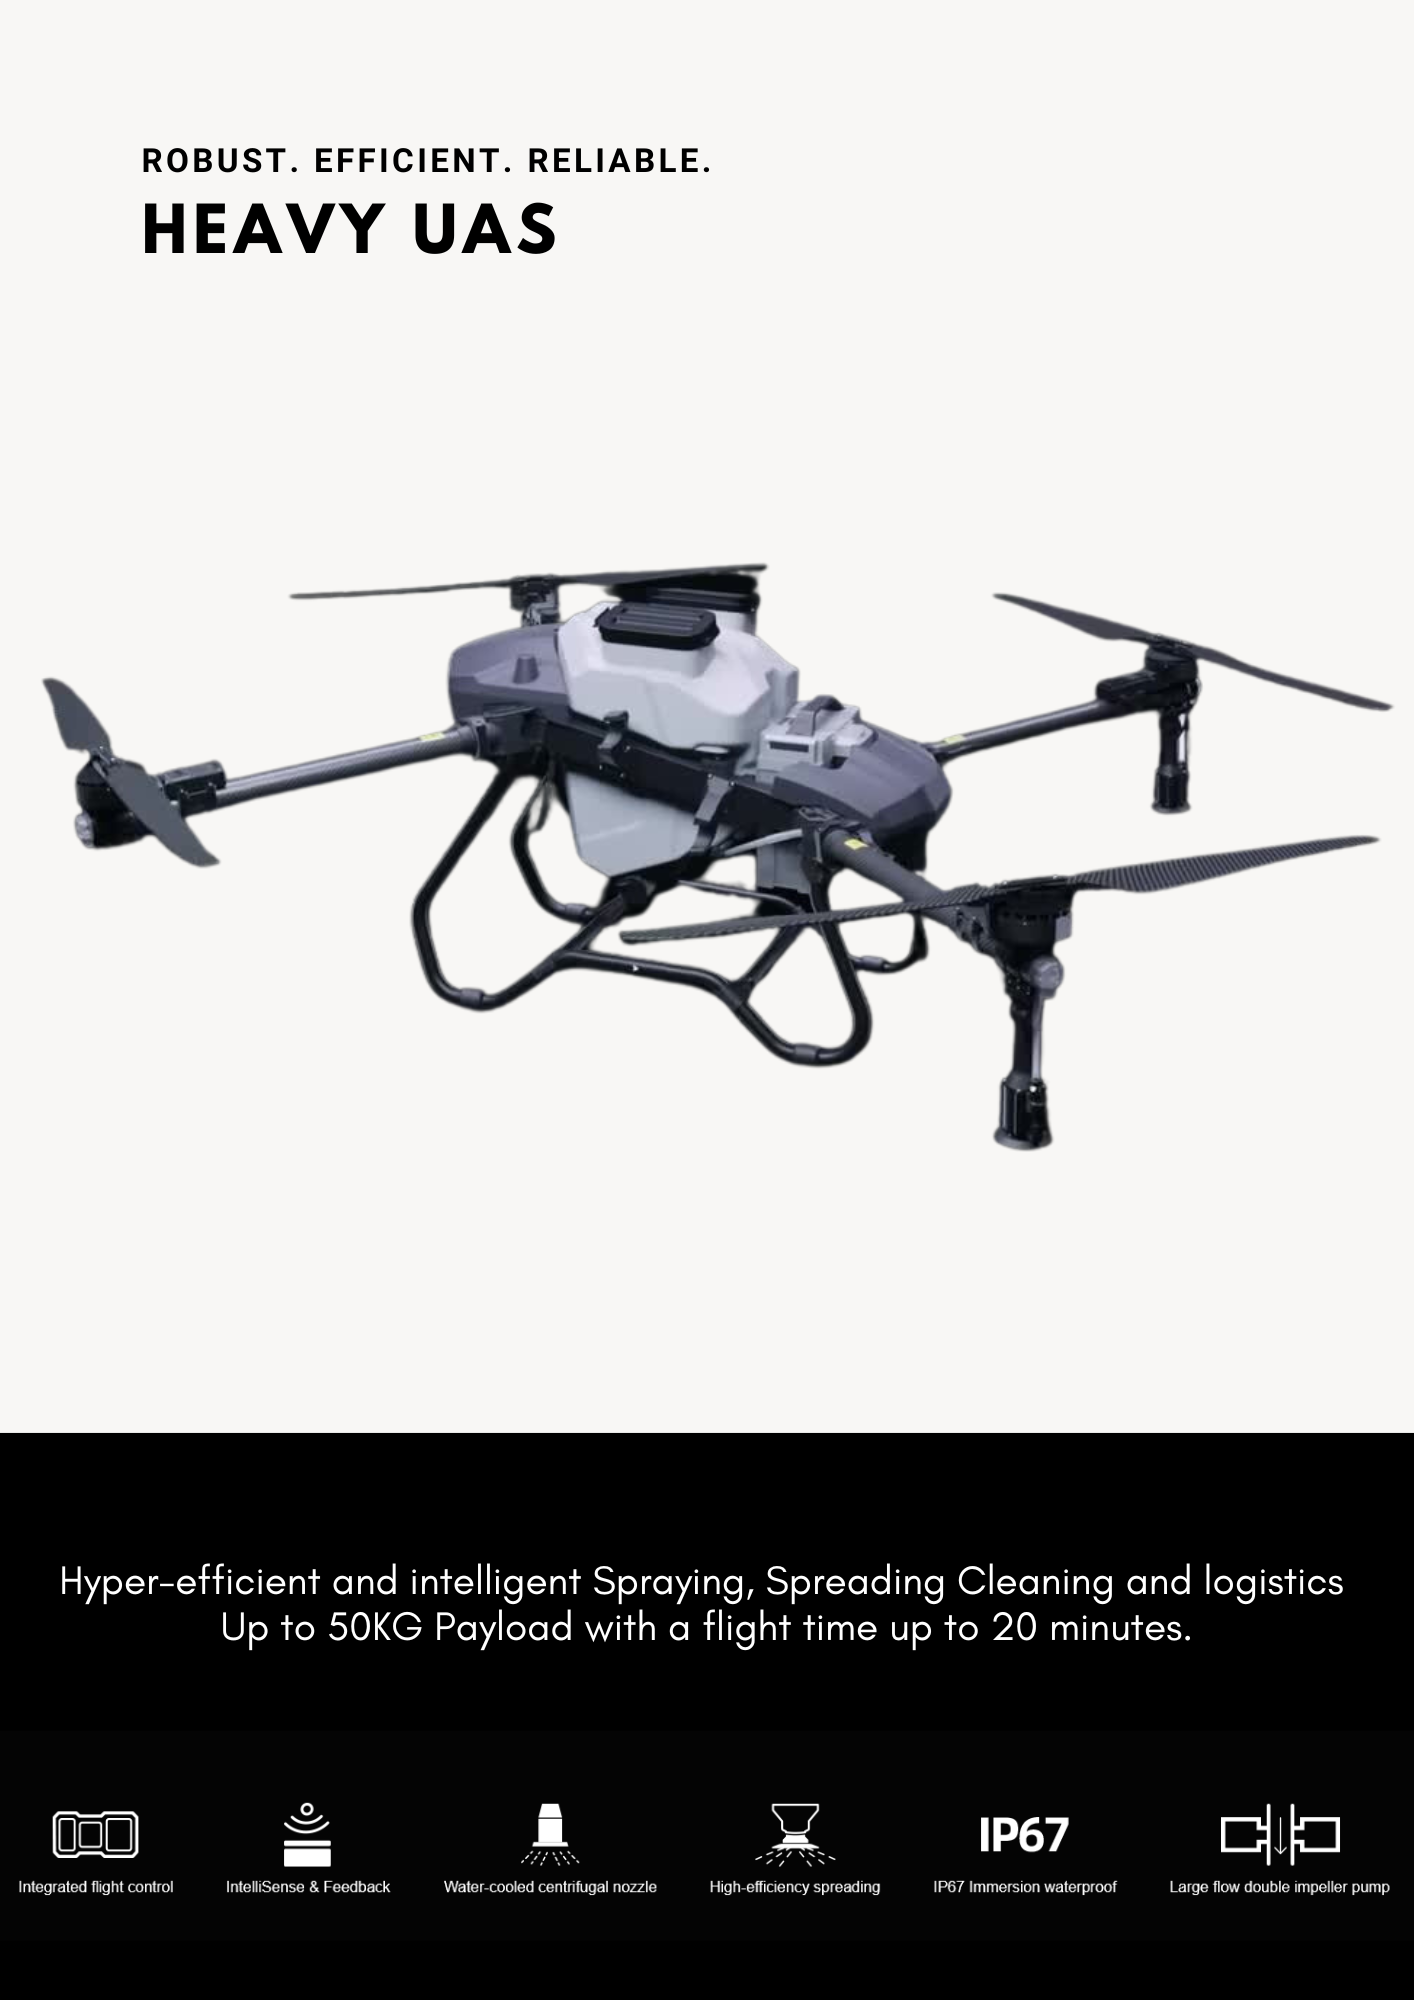 ROBUST. EFFICIENT. RELIABLE.
HEAVY UAS
Hyper-efficient and intelligent Spraying, Spreading Cleaning and logistics
Up to 50KG Payload with a flight time up to 20 minutes.
IP67
Integrated flight control
IntelliSense & Feedback
Water-cooled centrifugal nozzle
High-efficiency spreading
IP67 Immersion waterproof
Large flow double impeller pump